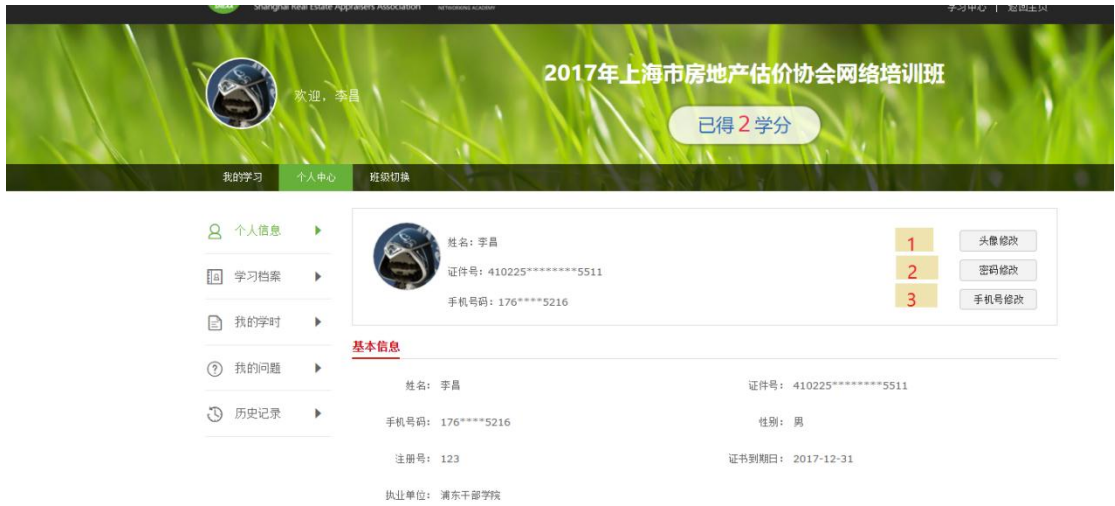 Shanghai Real Estate Appraisers Association NETWORKING ACADEMY
学习中心 | 返回主页
2017年上海市房地产估价协会网络培训班
欢迎，李昌
已得2学分
我的学习 个人中心 班级切换
个人信息
学习档案
我的学时
我的问题
历史记录
姓名：李昌
证件号：410225********5511
手机号码：176****5216
1 头像修改
2 密码修改
3 手机号修改
基本信息
姓名： 李昌 证件号： 410225********5511
手机号码： 176****5216 性别： 男
注册号： 123 证书到期日： 2017-12-31
执业单位： 浦东干部学院